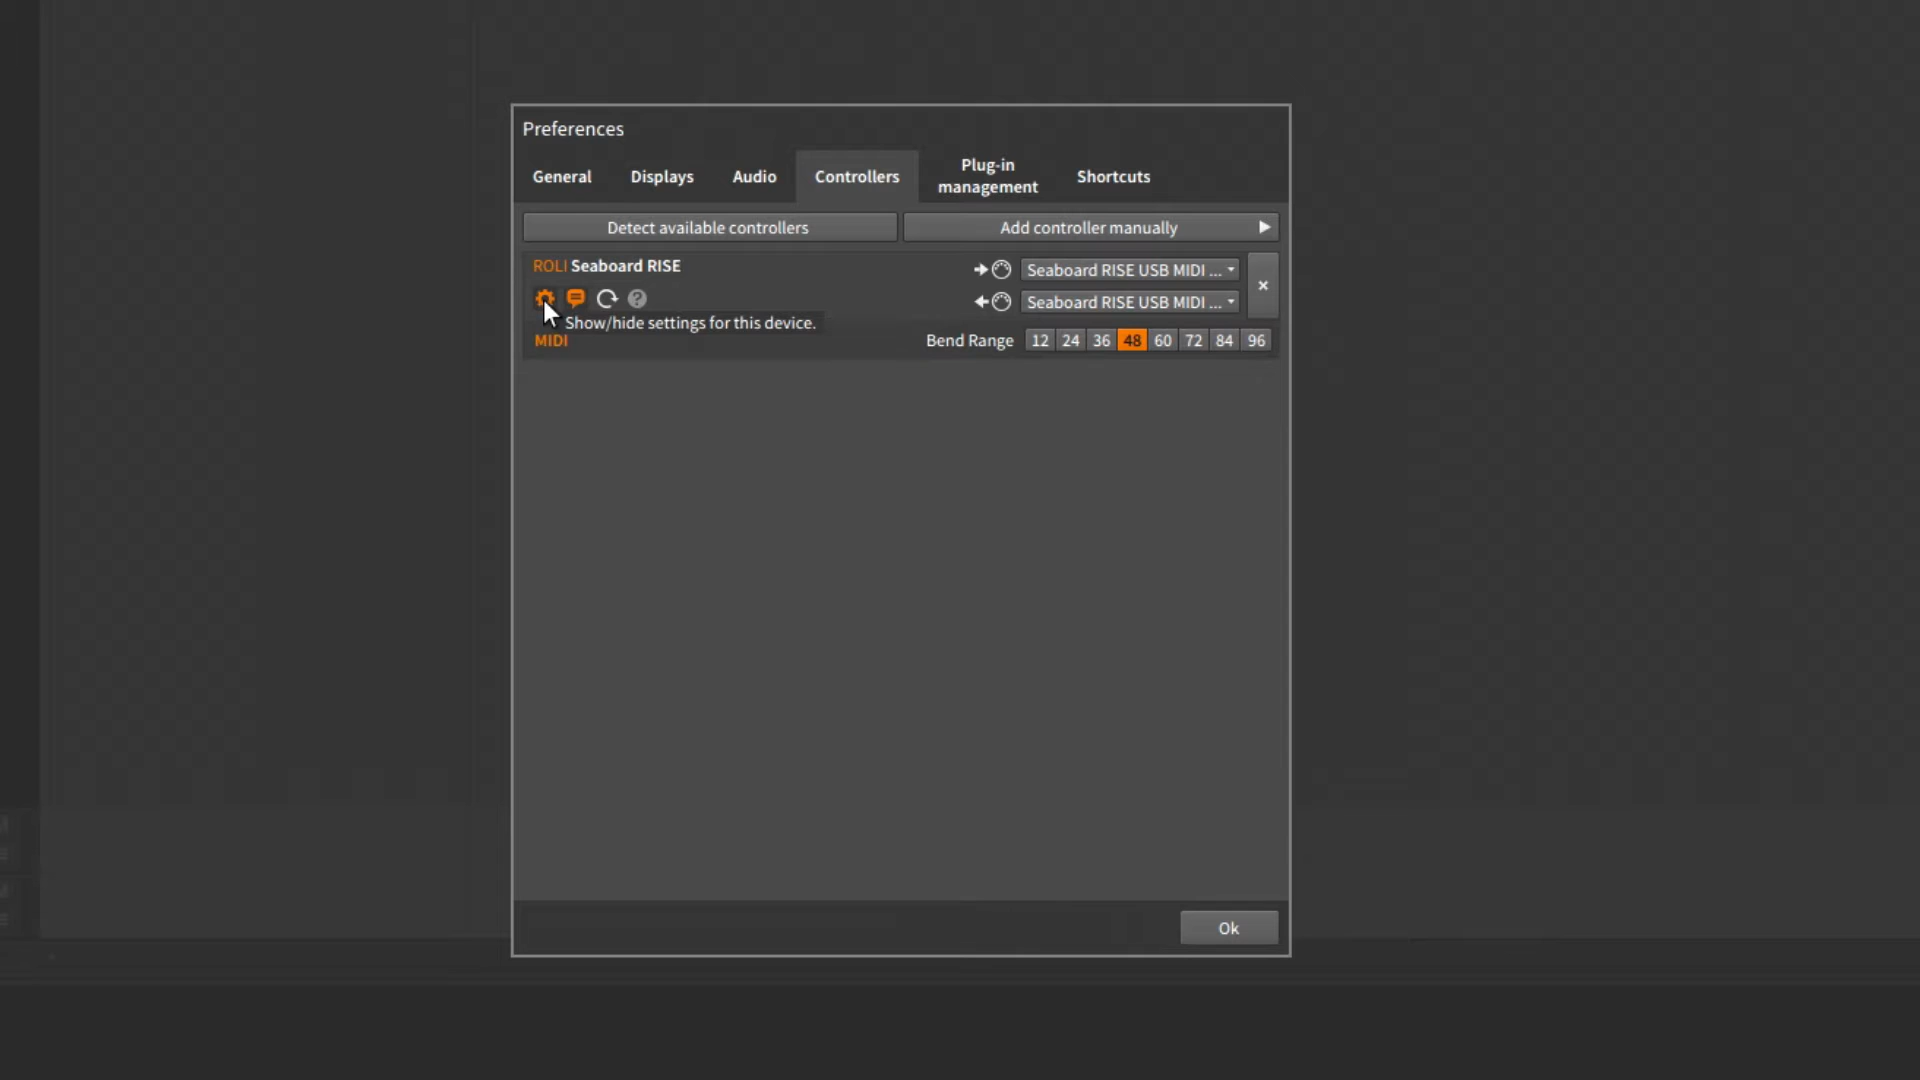 Preferences
General
Displays
Audio
Controllers
Plug-in
management
Shortcuts
Detect available controllers
Add controller manually
ROLI Seaboard RISE
Seaboard RISE USB MIDI ...
Seaboard RISE USB MIDI ...
Show/hide settings for this device.
MIDI
Bend Range 12 24 36 48 60 72 84 96
Ok